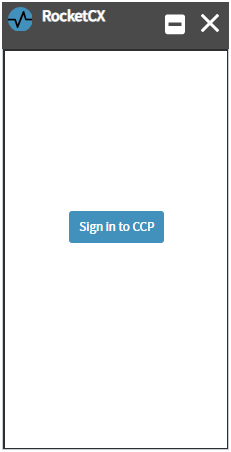 RocketCX
Sign in to CCP